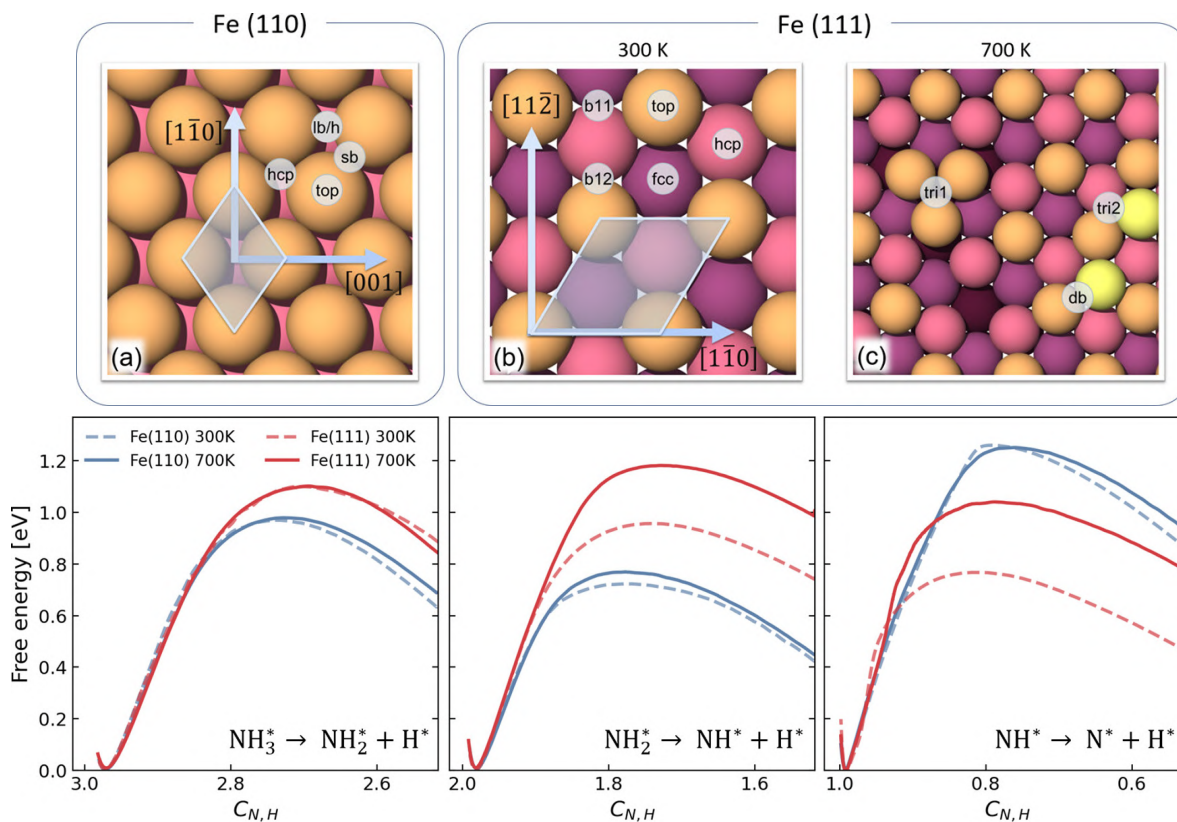 Fe (110)
Fe (111)
300 K
700 K
[11̄0]
lb/h
sb
hcp
top
[001]
(a)
[112̄]
b11
top
hcp
b12
fcc
[11̄0]
(b)
tri1
tri2
db
(c)
Free energy [eV]
1.2
1.0
0.8
0.6
0.4
0.2
0.0
Fe(110) 300K
Fe(110) 700K
Fe(111) 300K
Fe(111) 700K
NH₃* → NH₂* + H*
3.0 2.8 2.6
C_{N,H}
NH₂* → NH* + H*
2.0 1.8 1.6
C_{N,H}
NH* → N* + H*
1.0 0.8 0.6
C_{N,H}